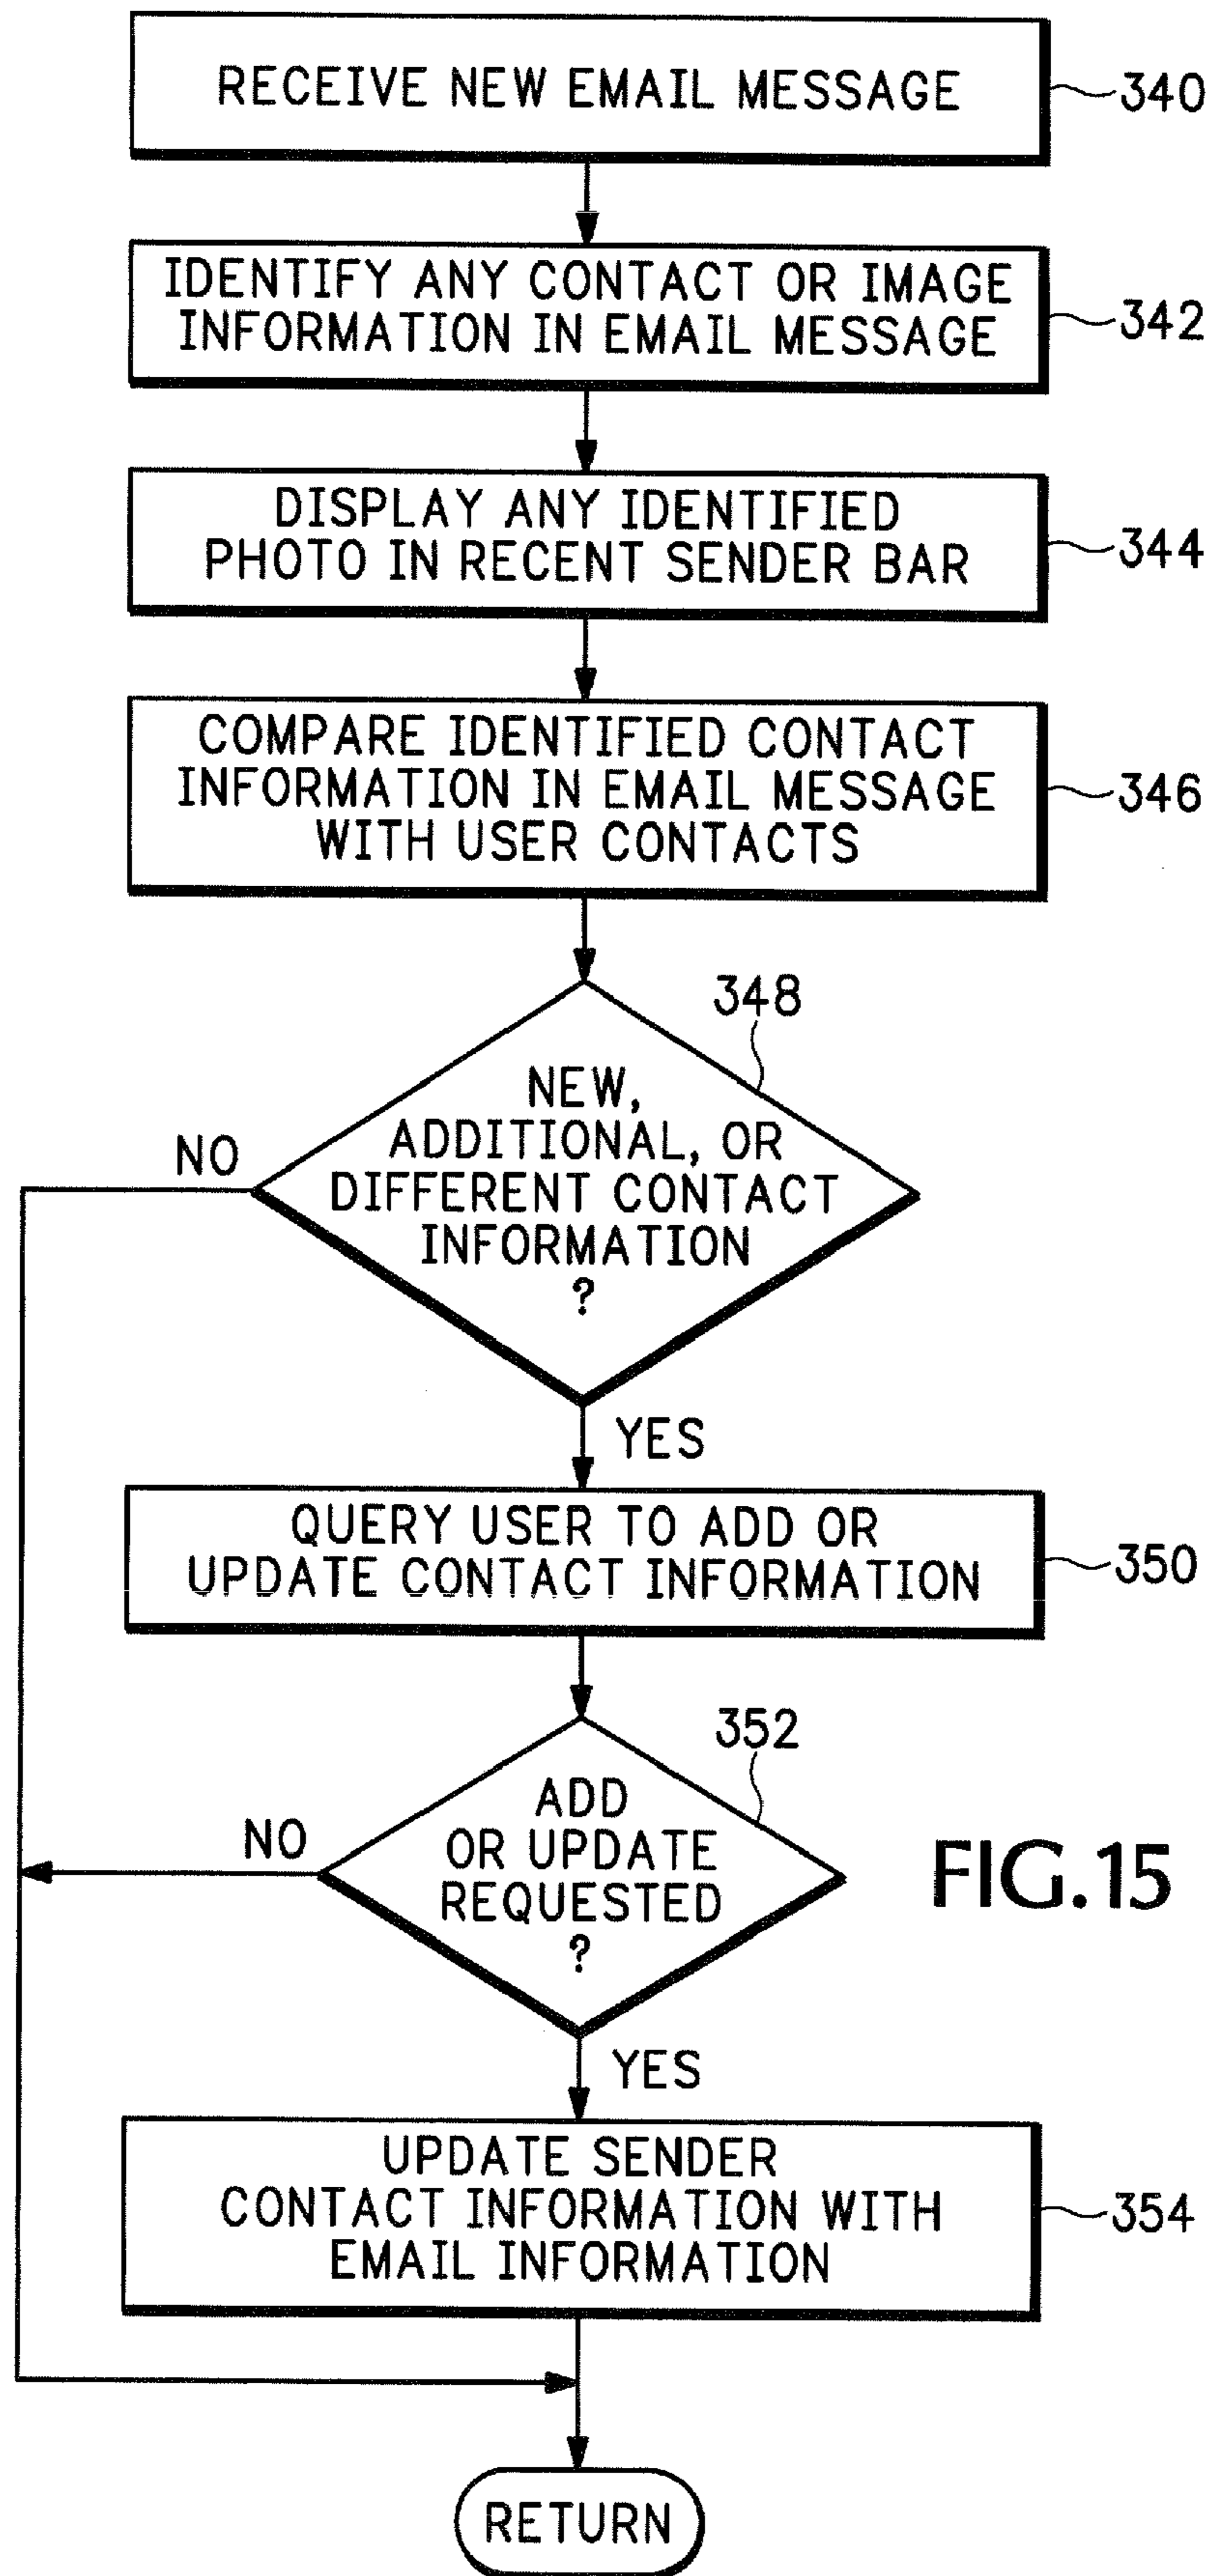 RECEIVE NEW EMAIL MESSAGE
340
IDENTIFY ANY CONTACT OR IMAGE
INFORMATION IN EMAIL MESSAGE
342
DISPLAY ANY IDENTIFIED
PHOTO IN RECENT SENDER BAR
344
COMPARE IDENTIFIED CONTACT
INFORMATION IN EMAIL MESSAGE
WITH USER CONTACTS
346
348
NEW,
ADDITIONAL, OR
DIFFERENT CONTACT
INFORMATION
?
NO
YES
QUERY USER TO ADD OR
UPDATE CONTACT INFORMATION
350
352
ADD
OR UPDATE
REQUESTED
?
NO
FIG.15
YES
UPDATE SENDER
CONTACT INFORMATION WITH
EMAIL INFORMATION
354
RETURN